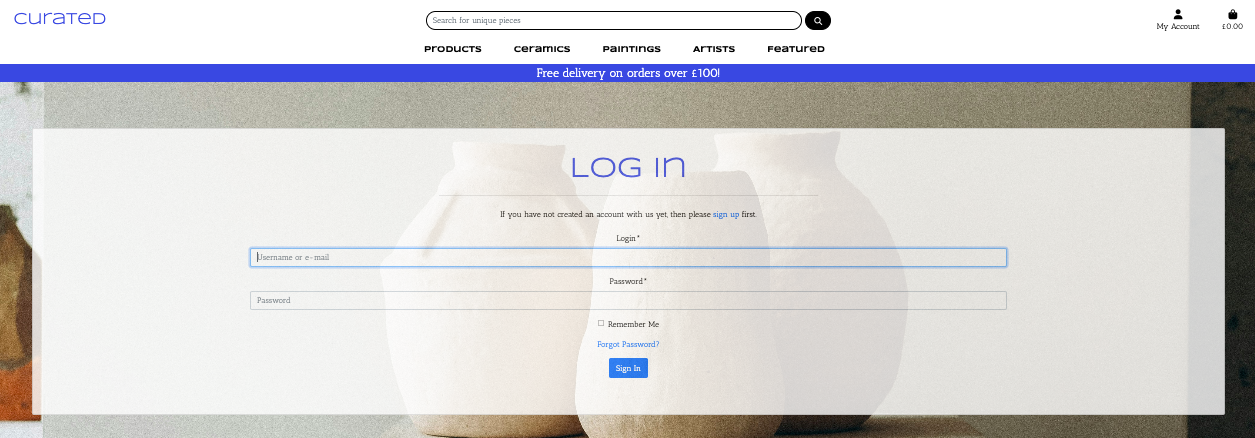 curated
Search for unique pieces
My Account
£0.00
Products
Ceramics
Paintings
Artists
Featured
Free delivery on orders over £100!
Log In
If you have not created an account with us yet, then please sign up first.
Login*
Username or e-mail
Password*
Password
Remember Me
Forgot Password?
Sign In